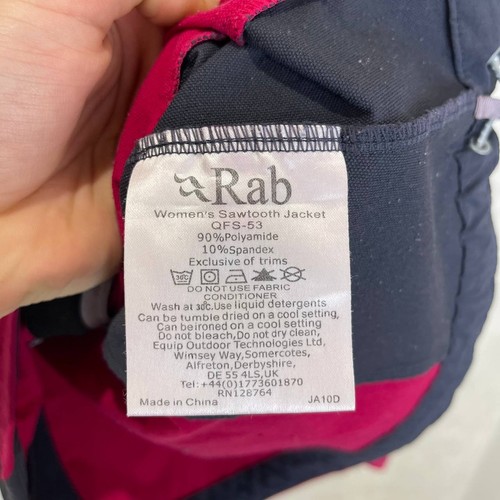 Rab
Women's Sawtooth Jacket
QFS-53
90%Polyamide
10%Spandex
Exclusive of trims
DO NOT USE FABRIC
CONDITIONER
Wash at 30c.Use liquid detergents
Can be tumble dried on a cool setting,
Can beironed on a cool setting
Do not bleach,Do not dry clean,
Equip Outdoor Technologies Ltd,
Wimsey Way,Somercotes,
Alfreton,Derbyshire,
DE 55 4LS,UK
Tel:+44(0)1773601870
RN128764
Made in China JA10D